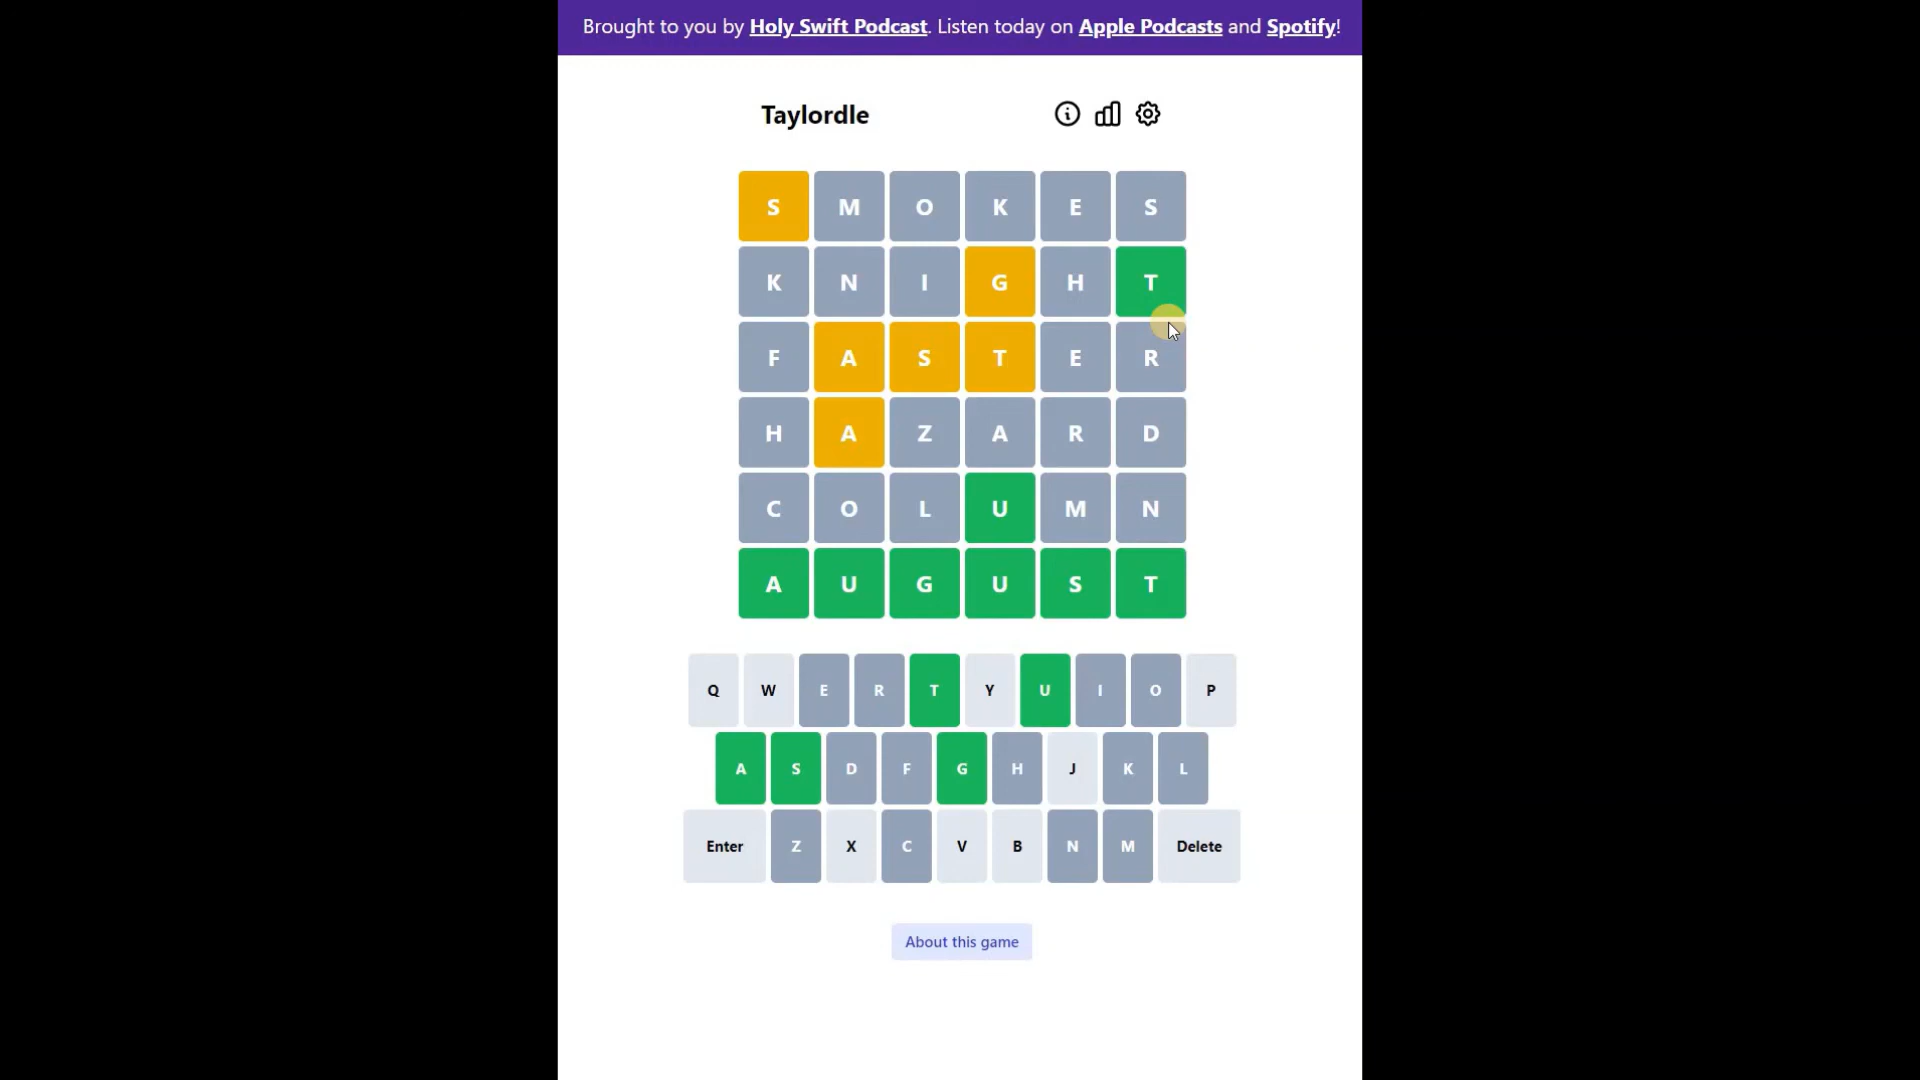 Brought to you by Holy Swift Podcast. Listen today on Apple Podcasts and Spotify!
Taylordle
S M O K E S
K N I G H T
F A S T E R
H A Z A R D
C O L U M N
A U G U S T
Q W E R T Y U I O P
A S D F G H J K L
Enter Z X C V B N M Delete
About this game